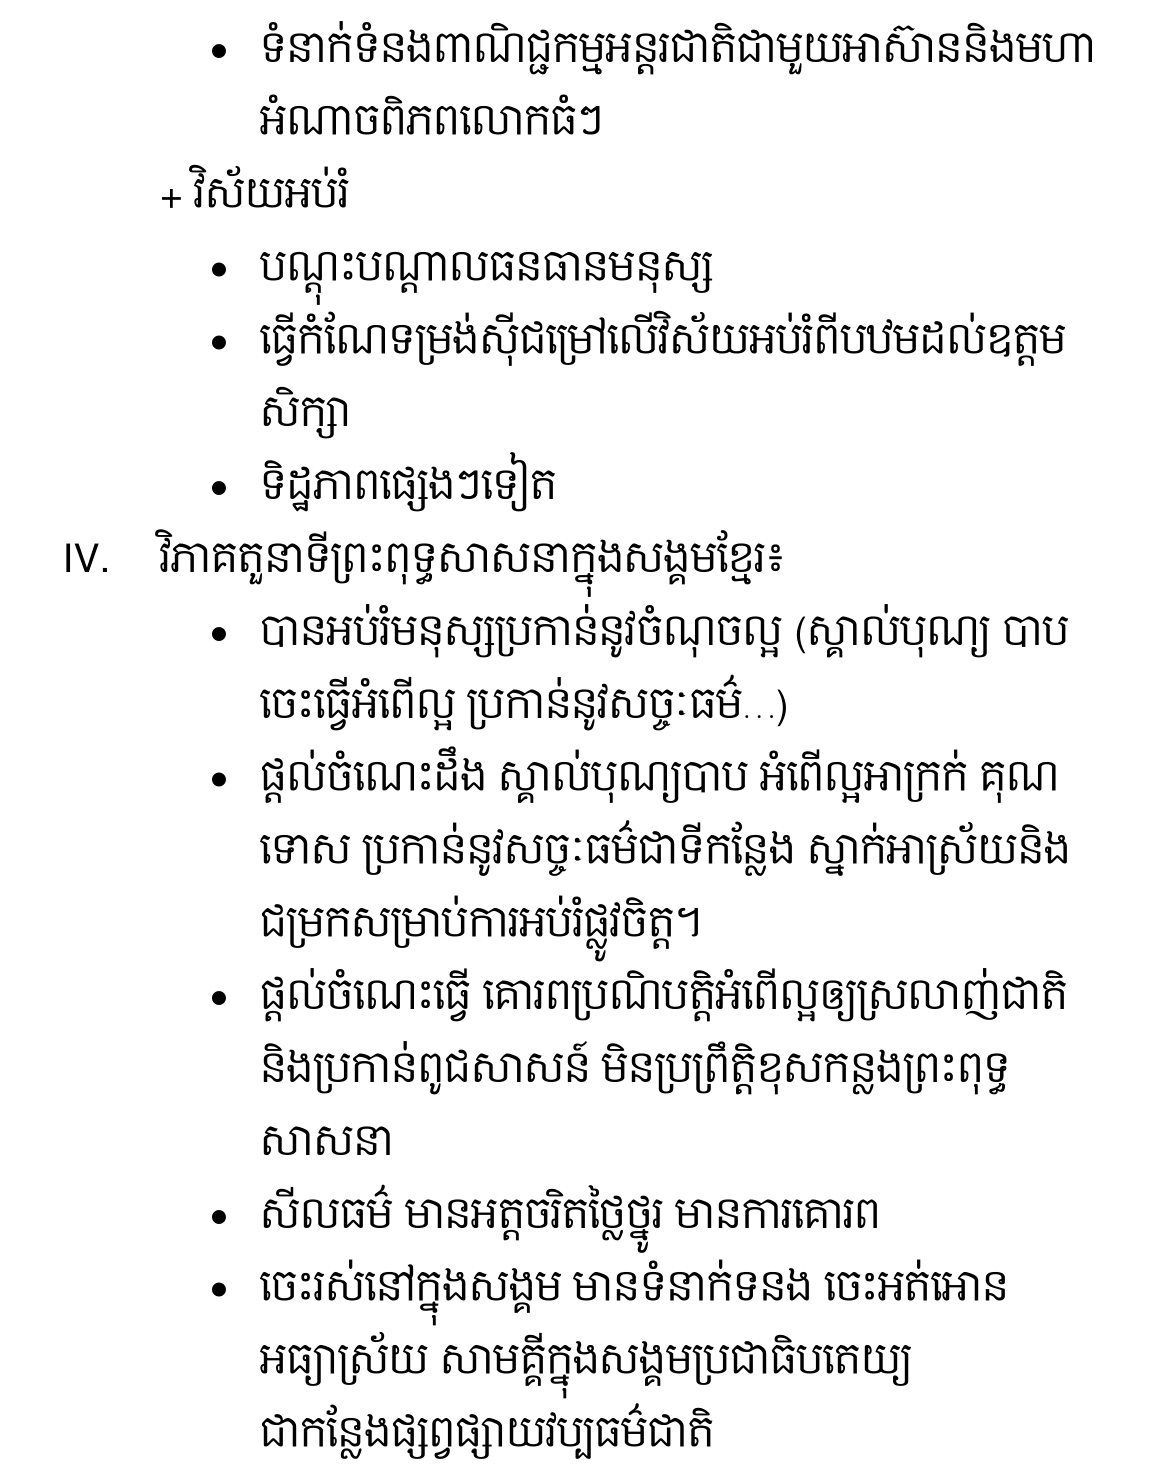 • ទំនាក់ទំនងពាណិជ្ជកម្មអន្តរជាតិជាមួយអាស៊ាននិងមហា
អំណាចពិភពលោកធំៗ
+ វិស័យអប់រំ
• បណ្តុះបណ្តាលធនធានមនុស្ស
• ធ្វើកំណែទម្រង់ស៊ីជម្រៅលើវិស័យអប់រំពីបឋមដល់ឧត្តម
សិក្សា
• ទិដ្ឋភាពផ្សេងៗទៀត
IV. វិភាគតួនាទីព្រះពុទ្ធសាសនាក្នុងសង្គមខ្មែរ៖
• បានអប់រំមនុស្សប្រកាន់នូវចំណុចល្អ (ស្គាល់បុណ្យ បាប
ចេះធ្វើអំពើល្អ ប្រកាន់នូវសច្ចៈធម៌...)
• ផ្តល់ចំណេះដឹង ស្គាល់បុណ្យបាប អំពើល្អអាក្រក់ គុណ
ទោស ប្រកាន់នូវសច្ចៈធម៌ជាទីកន្លែង ស្នាក់អាស្រ័យនិង
ជម្រកសម្រាប់ការអប់រំផ្លូវចិត្ត។
• ផ្តល់ចំណេះធ្វើ គោរពប្រណិបត្តិអំពើល្អឲ្យស្រលាញ់ជាតិ
និងប្រកាន់ពូជសាសន៍ មិនប្រព្រឹត្តិខុសកន្លងព្រះពុទ្ធ
សាសនា
• សីលធម៌ មានអត្តចរិតថ្លៃថ្នូរ មានការគោរព
• ចេះរស់នៅក្នុងសង្គម មានទំនាក់ទនង ចេះអត់អោន
អធ្យាស្រ័យ សាមគ្គីក្នុងសង្គមប្រជាធិបតេយ្យ
ជាកន្លែងផ្សព្វផ្សាយវប្បធម៌ជាតិ